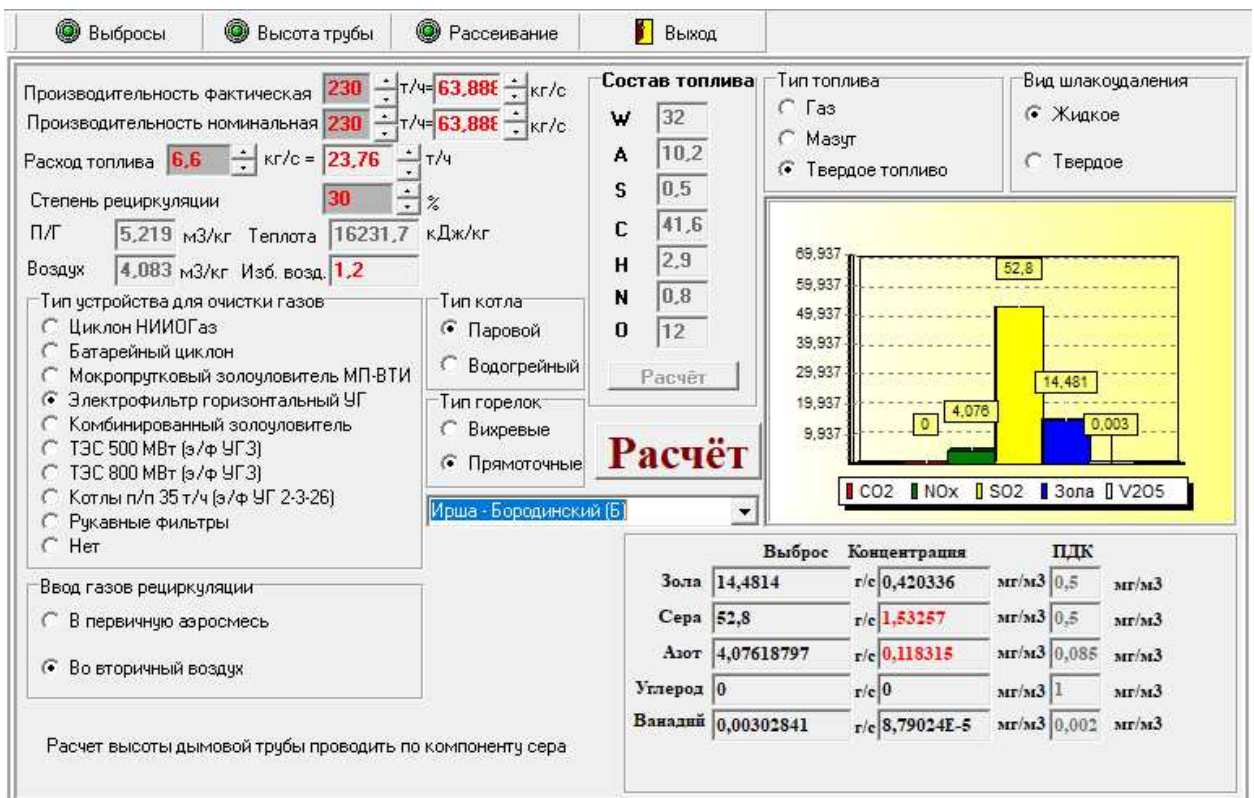 Выбросы Высота трубы Рассеивание Выход
Производительность фактическая 230 т/ч= 63,888 кг/с
Производительность номинальная 230 т/ч= 63,888 кг/с
Расход топлива 6,6 кг/с = 23,76 т/ч
Степень рециркуляции 30 %
П/Г 5,219 м3/кг Теплота 16231,7 кДж/кг
Воздух 4,083 м3/кг Изб. возд. 1,2
Состав топлива
W 32
A 10,2
S 0,5
C 41,6
H 2,9
N 0,8
O 12
Расчёт
Тип топлива
Газ
Мазут
Твердое топливо
Вид шлакоудаления
Жидкое
Твердое
Тип устройства для очистки газов
Циклон НИИОГаз
Батарейный циклон
Мокропрутковый золоуловитель МП-ВТИ
Электрофильтр горизонтальный УГ
Комбинированный золоуловитель
ТЭС 500 МВт (э/ф УГЗ)
ТЭС 800 МВт (э/ф УГЗ)
Котлы п/п 35 т/ч (э/ф УГ 2-3-26)
Рукавные фильтры
Нет
Тип котла
Паровой
Водогрейный
Тип горелок
Вихревые
Прямоточные
Расчёт
Ирша - Бородинский (Б)
69,937
59,937
49,937
39,937
29,937
19,937
9,937
0
4,076
52,8
14,481
0,003
CO2 NOx SO2 Зола V2O5
Ввод газов рециркуляции
В первичную аэросмесь
Во вторичный воздух
Выброс Концентрация ПДК
Зола 14,4814 г/с 0,420336 мг/м3 0,5 мг/м3
Сера 52,8 г/с 1,53257 мг/м3 0,5 мг/м3
Азот 4,07618797 г/с 0,118315 мг/м3 0,085 мг/м3
Углерод 0 г/с 0 мг/м3 1 мг/м3
Ванадий 0,00302841 г/с 8,79024E-5 мг/м3 0,002 мг/м3
Расчет высоты дымовой трубы проводить по компоненту сера